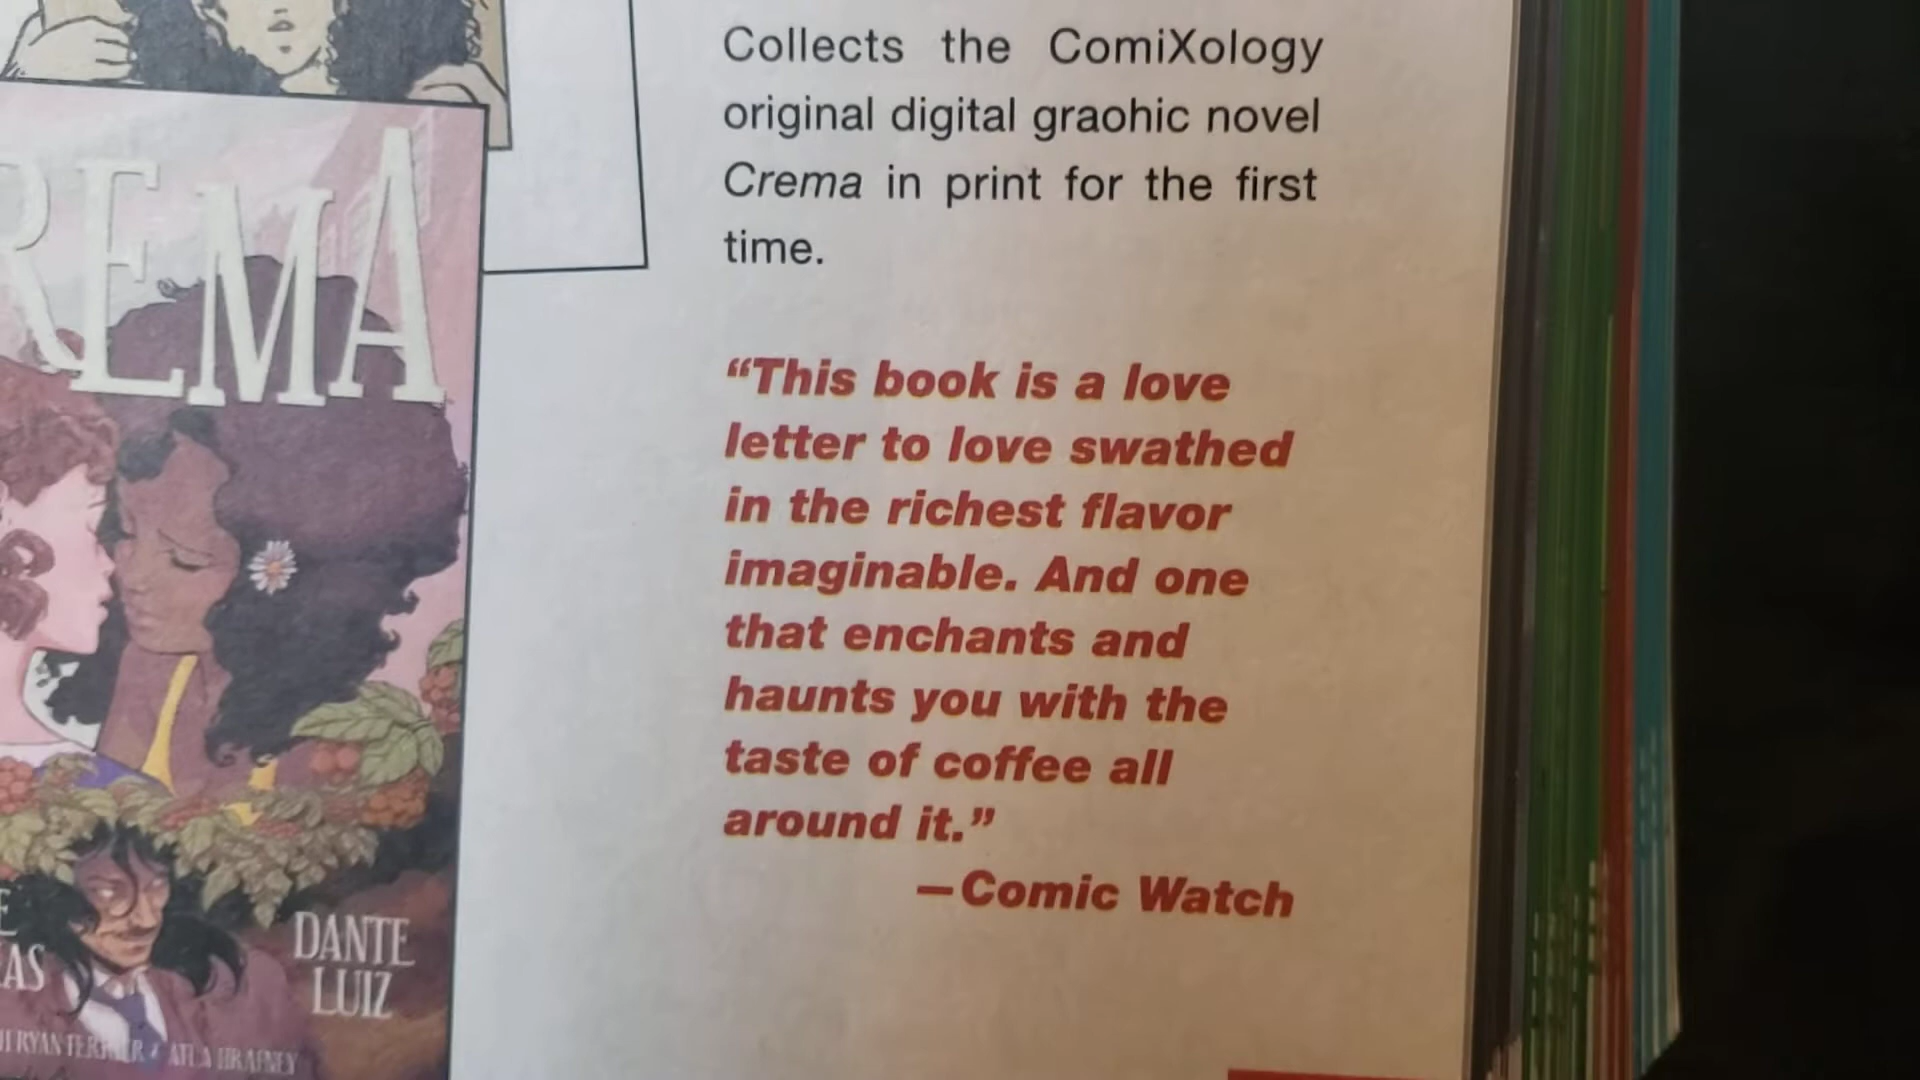 Collects the ComiXology
original digital graohic novel
Crema in print for the first
time.
“This book is a love
letter to love swathed
in the richest flavor
imaginable. And one
that enchants and
haunts you with the
taste of coffee all
around it.”
—Comic Watch
REMA
DANTE
LUIZ